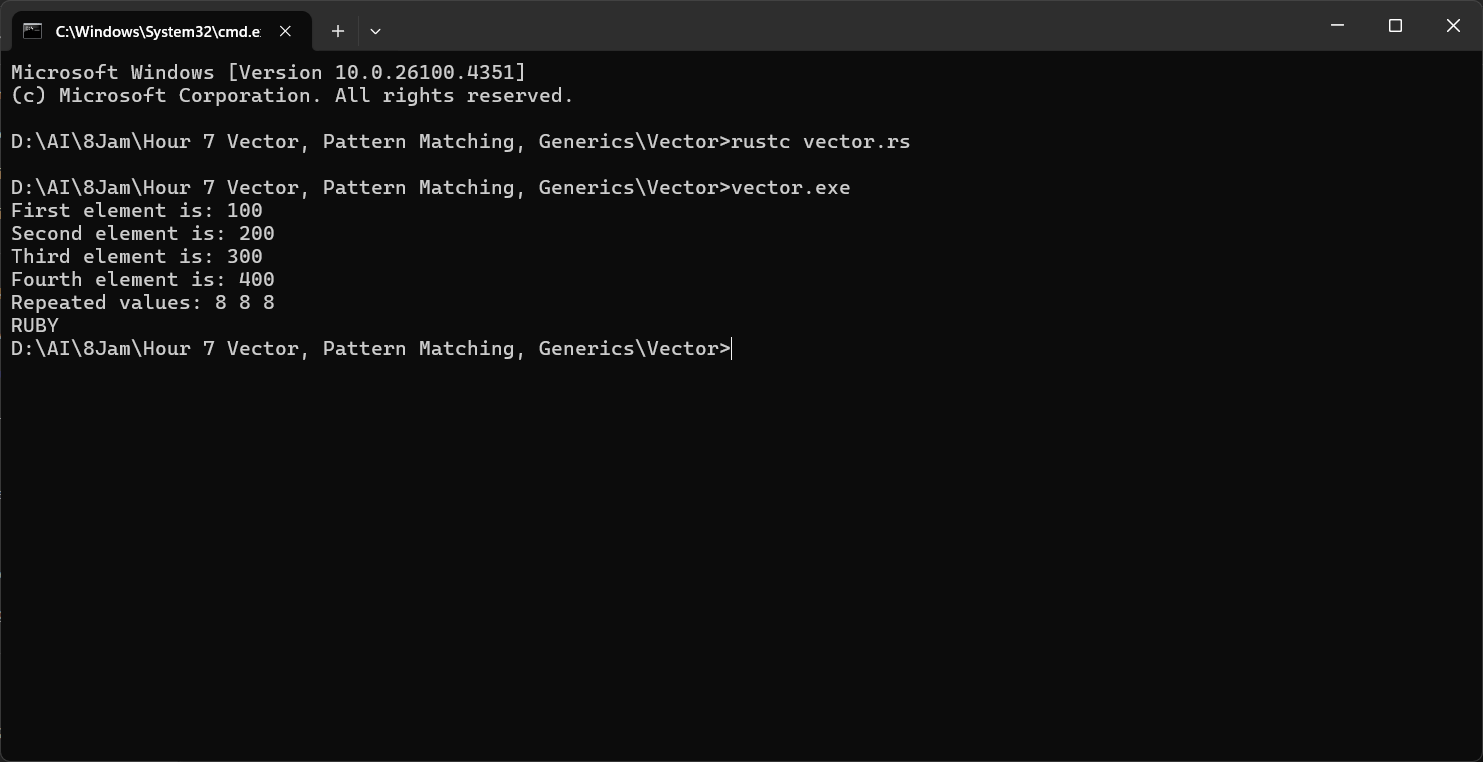 C:\Windows\System32\cmd.e
Microsoft Windows [Version 10.0.26100.4351]
(c) Microsoft Corporation. All rights reserved.
D:\AI\8Jam\Hour 7 Vector, Pattern Matching, Generics\Vector>rustc vector.rs
D:\AI\8Jam\Hour 7 Vector, Pattern Matching, Generics\Vector>vector.exe
First element is: 100
Second element is: 200
Third element is: 300
Fourth element is: 400
Repeated values: 8 8 8
RUBY
D:\AI\8Jam\Hour 7 Vector, Pattern Matching, Generics\Vector>